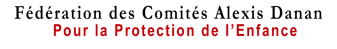 Fédération des Comités Alexis Danan
Pour la Protection de l'Enfance